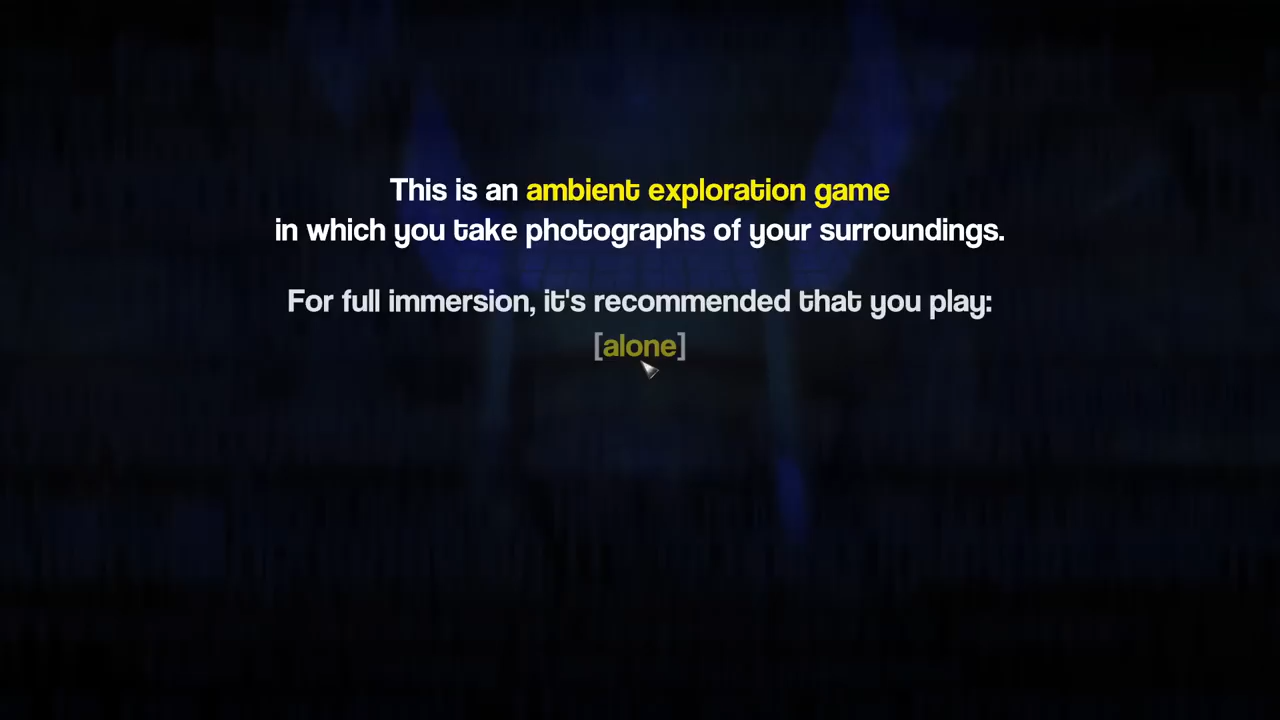 This is an ambient exploration game
in which you take photographs of your surroundings.
For full immersion, it's recommended that you play:
[alone]